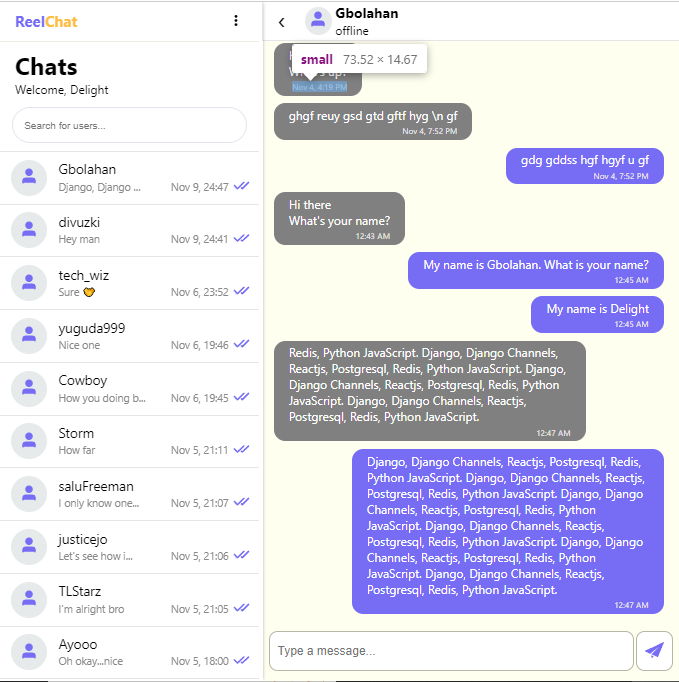 ReelChat
Chats
Welcome, Delight
Search for users...
Gbolahan
Django, Django ...
Nov 9, 24:47
divuzki
Hey man
Nov 9, 24:41
tech_wiz
Sure
Nov 6, 23:52
yuguda999
Nice one
Nov 6, 19:46
Cowboy
How you doing b...
Nov 6, 19:45
Storm
How far
Nov 5, 21:11
saluFreeman
I only know one...
Nov 5, 21:07
justicejo
Let's see how i...
Nov 5, 21:06
TLStarz
I'm alright bro
Nov 5, 21:05
Ayooo
Oh okay...nice
Nov 5, 18:00
Gbolahan
offline
small 73.52 × 14.67
Nov 4, 4:19 PM
ghgf reuy gsd gtd gftf hyg \n gf
Nov 4, 7:52 PM
gdg gddss hgf hgyf u gf
Nov 4, 7:52 PM
Hi there
What's your name?
12:43 AM
My name is Gbolahan. What is your name?
12:45 AM
My name is Delight
12:45 AM
Redis, Python JavaScript. Django, Django Channels,
Reactjs, Postgresql, Redis, Python JavaScript. Django,
Django Channels, Reactjs, Postgresql, Redis, Python
JavaScript. Django, Django Channels, Reactjs,
Postgresql, Redis, Python JavaScript.
12:47 AM
Django, Django Channels, Reactjs, Postgresql, Redis,
Python JavaScript. Django, Django Channels, Reactjs,
Postgresql, Redis, Python JavaScript. Django, Django
Channels, Reactjs, Postgresql, Redis, Python
JavaScript. Django, Django Channels, Reactjs,
Postgresql, Redis, Python JavaScript. Django, Django
Channels, Reactjs, Postgresql, Redis, Python
JavaScript. Django, Django Channels, Reactjs,
Postgresql, Redis, Python JavaScript.
12:47 AM
Type a message...